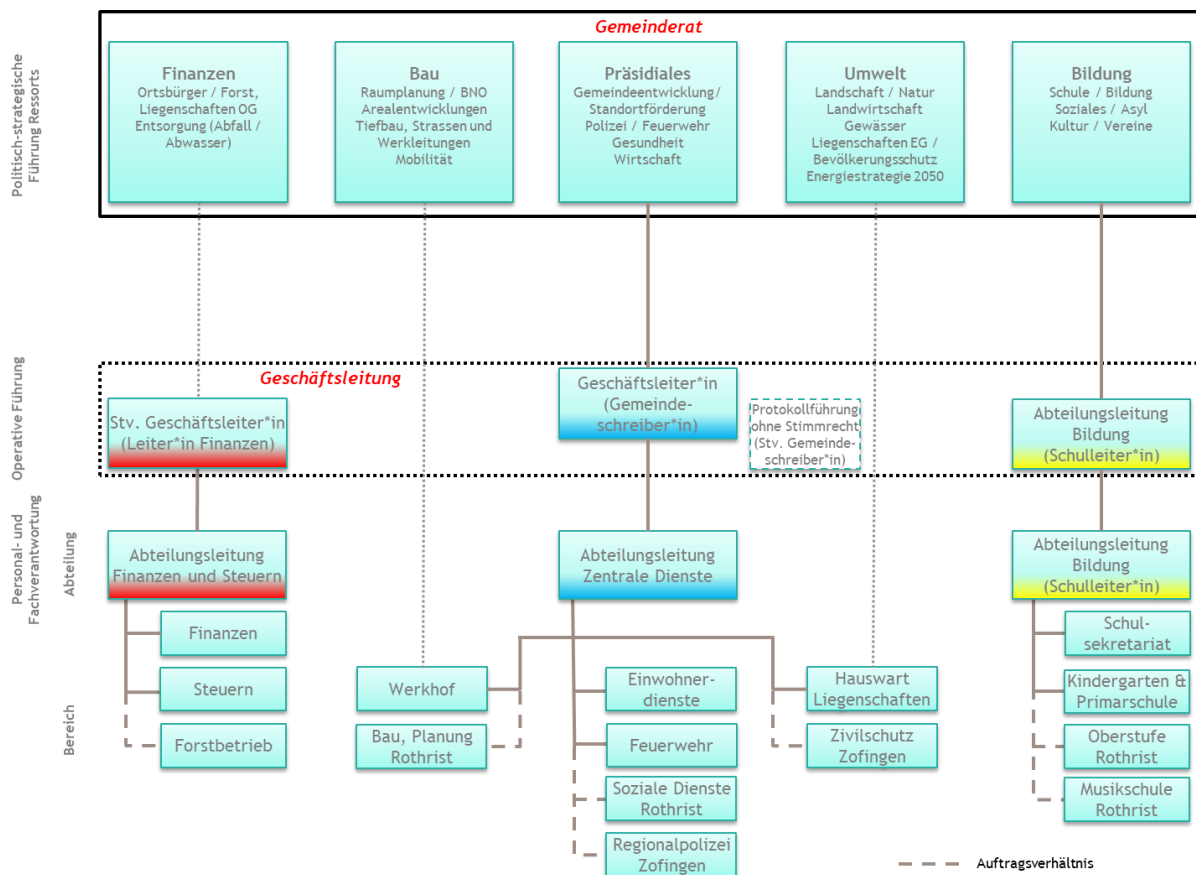 Gemeinderat
Politisch-strategische
Führung Ressorts
Finanzen
Ortsbürger / Forst,
Liegenschaften OG
Entsorgung (Abfall /
Abwasser)
Bau
Raumplanung / BNO
Arealentwicklungen
Tiefbau, Strassen und
Werkleitungen
Mobilität
Präsidiales
Gemeindeentwicklung/
Standortförderung
Polizei / Feuerwehr
Gesundheit
Wirtschaft
Umwelt
Landschaft / Natur
Landwirtschaft
Gewässer
Liegenschaften EG /
Bevölkerungsschutz
Energiestrategie 2050
Bildung
Schule / Bildung
Soziales / Asyl
Kultur / Vereine
Operative Führung
Geschäftsleitung
Stv. Geschäftsleiter*in
(Leiter*in Finanzen)
Geschäftsleiter*in
(Gemeinde-
schreiber*in)
Protokollführung
ohne Stimmrecht
(Stv. Gemeinde-
schreiber*in)
Abteilungsleitung
Bildung
(Schulleiter*in)
Personal- und
Fachverantwortung
Abteilung
Abteilungsleitung
Finanzen und Steuern
Abteilungsleitung
Zentrale Dienste
Abteilungsleitung
Bildung
(Schulleiter*in)
Bereich
Finanzen
Steuern
Forstbetrieb
Werkhof
Bau, Planung
Rothrist
Einwohner-
dienste
Feuerwehr
Soziale Dienste
Rothrist
Regionalpolizei
Zofingen
Hauswart
Liegenschaften
Zivilschutz
Zofingen
Schul-
sekretariat
Kindergarten &
Primarschule
Oberstufe
Rothrist
Musikschule
Rothrist
Auftragsverhältnis